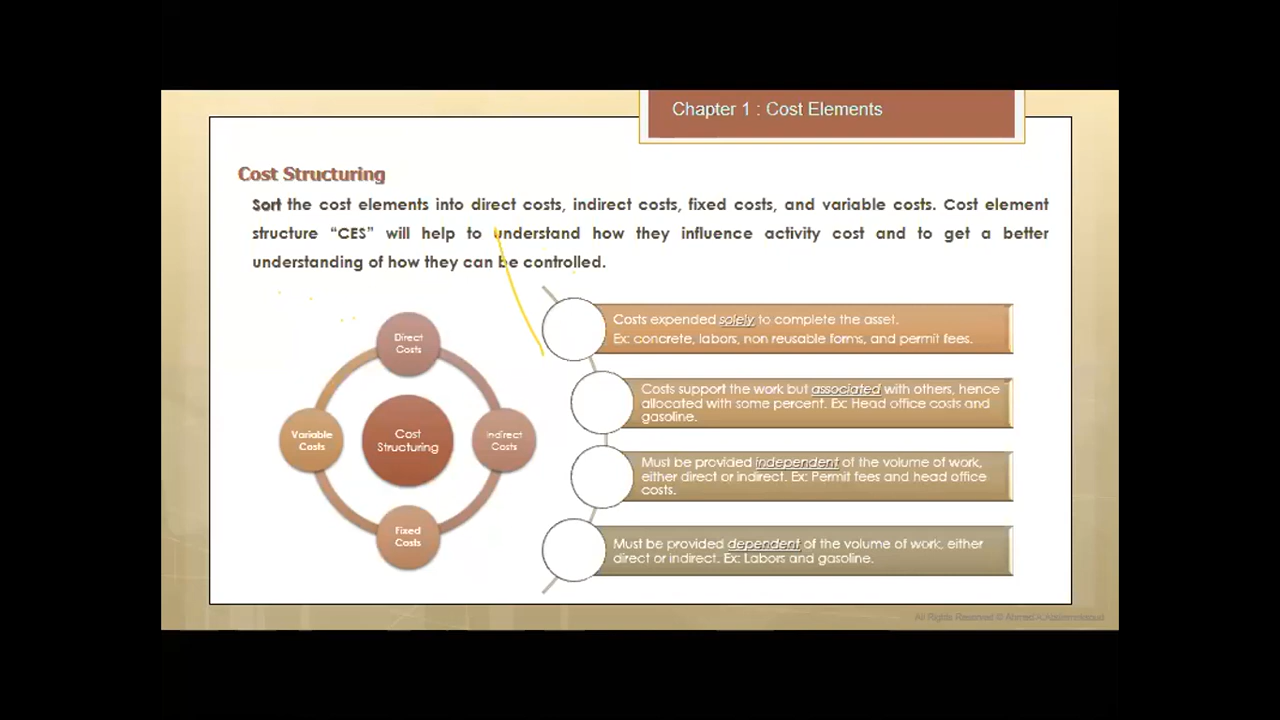 Chapter 1 : Cost Elements
Cost Structuring
Sort the cost elements into direct costs, indirect costs, fixed costs, and variable costs. Cost element
structure “CES” will help to understand how they influence activity cost and to get a better
understanding of how they can be controlled.
Direct
Costs
Variable
Costs
Cost
Structuring
Indirect
Costs
Fixed
Costs
Costs expended solely to complete the asset.
Ex: concrete, labors, non reusable forms, and permit fees.
Costs support the work but associated with others, hence
allocated with some percent. Ex: Head office costs and
gasoline.
Must be provided independent of the volume of work,
either direct or indirect. Ex: Permit fees and head office
costs.
Must be provided dependent of the volume of work, either
direct or indirect. Ex: Labors and gasoline.
All Rights Reserved © Ahmed